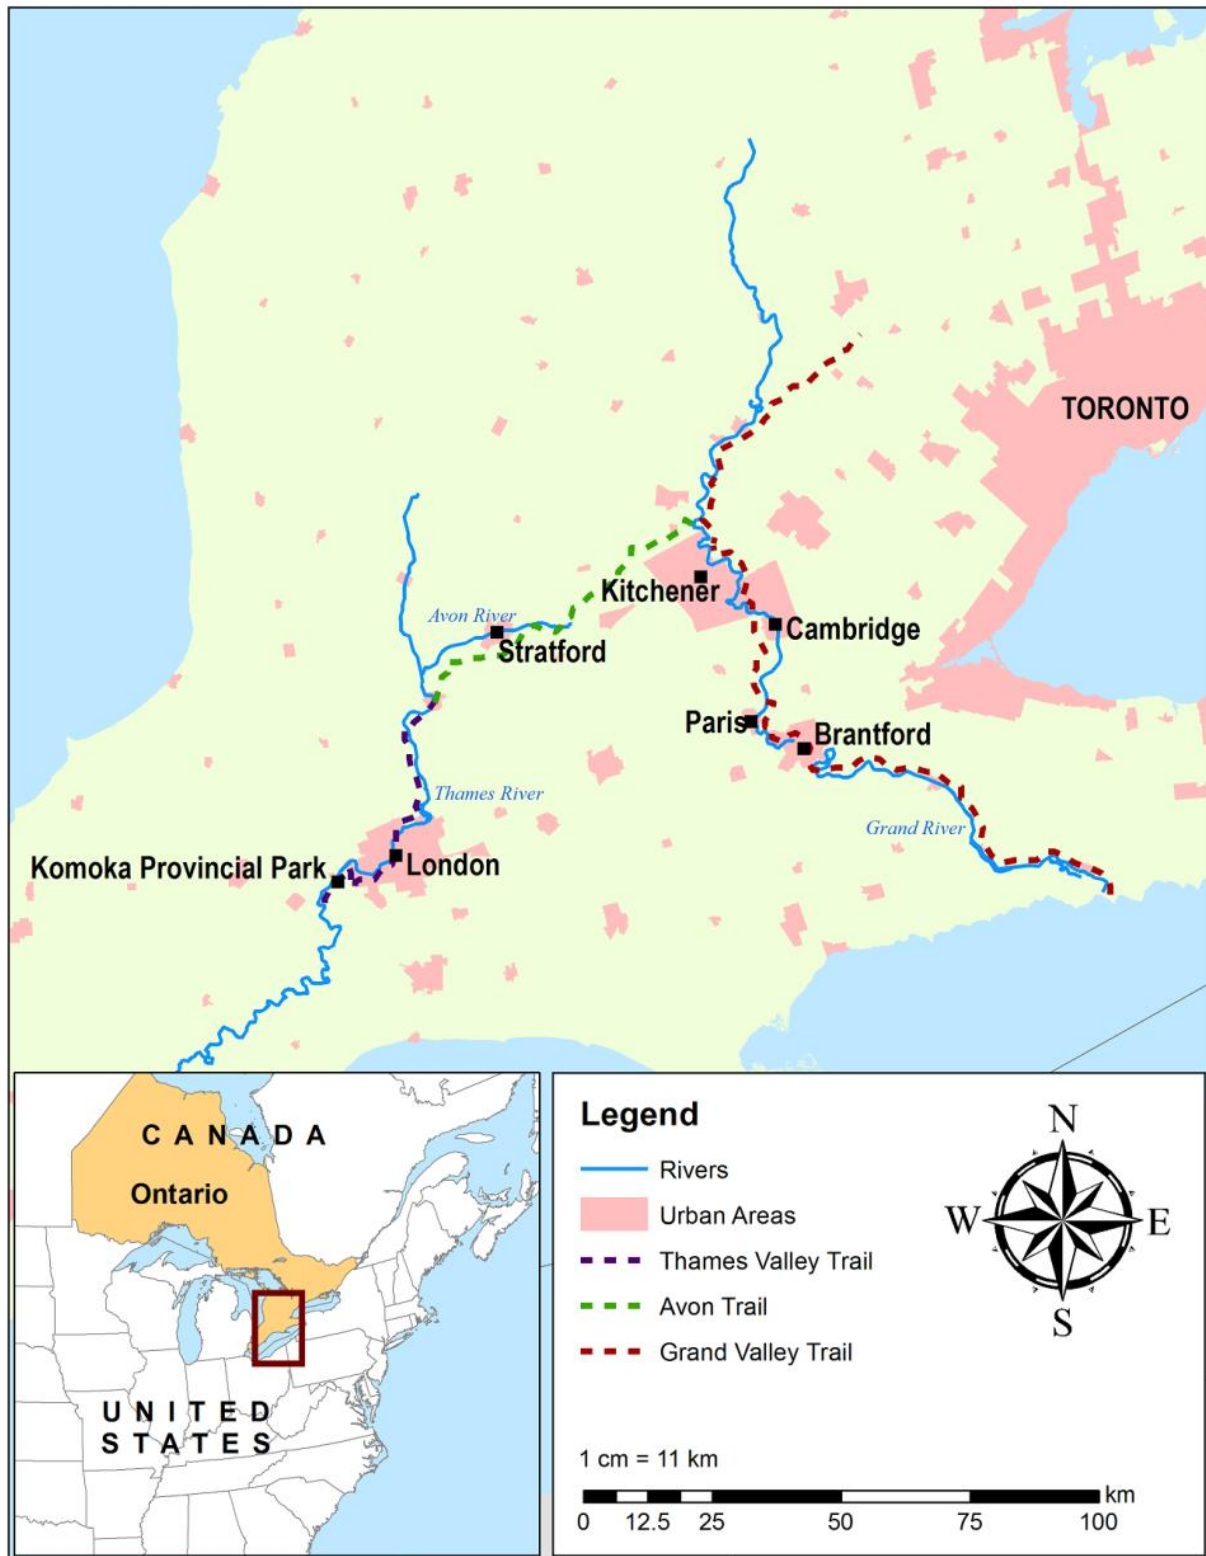 TORONTO
Kitchener
Avon River
Stratford
Cambridge
Paris
Brantford
Thames River
Grand River
Komoka Provincial Park
London
CANADA
Ontario
UNITED
STATES
Legend
Rivers
Urban Areas
Thames Valley Trail
Avon Trail
Grand Valley Trail
N
W E
S
1 cm = 11 km
km
0 12.5 25 50 75 100